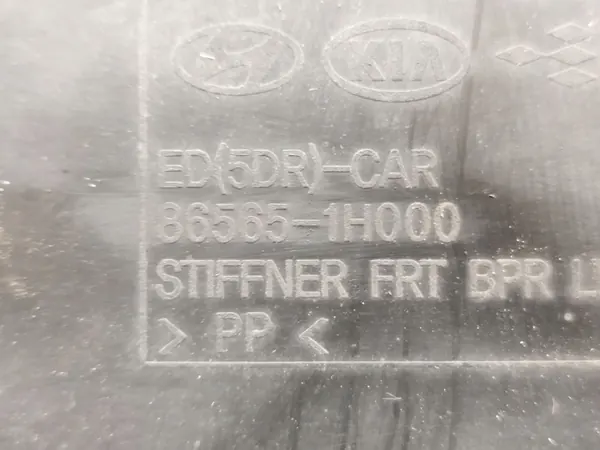 KIA
ED(5DR)-CAR
86565-1H000
STIFFNER FRT BPR
> PP <